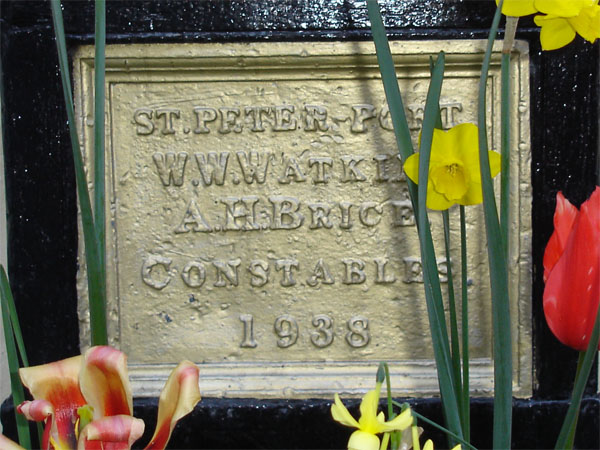 ST. PETER-PORT
W.W.
A.H.BRICE
CONSTABLES
1938